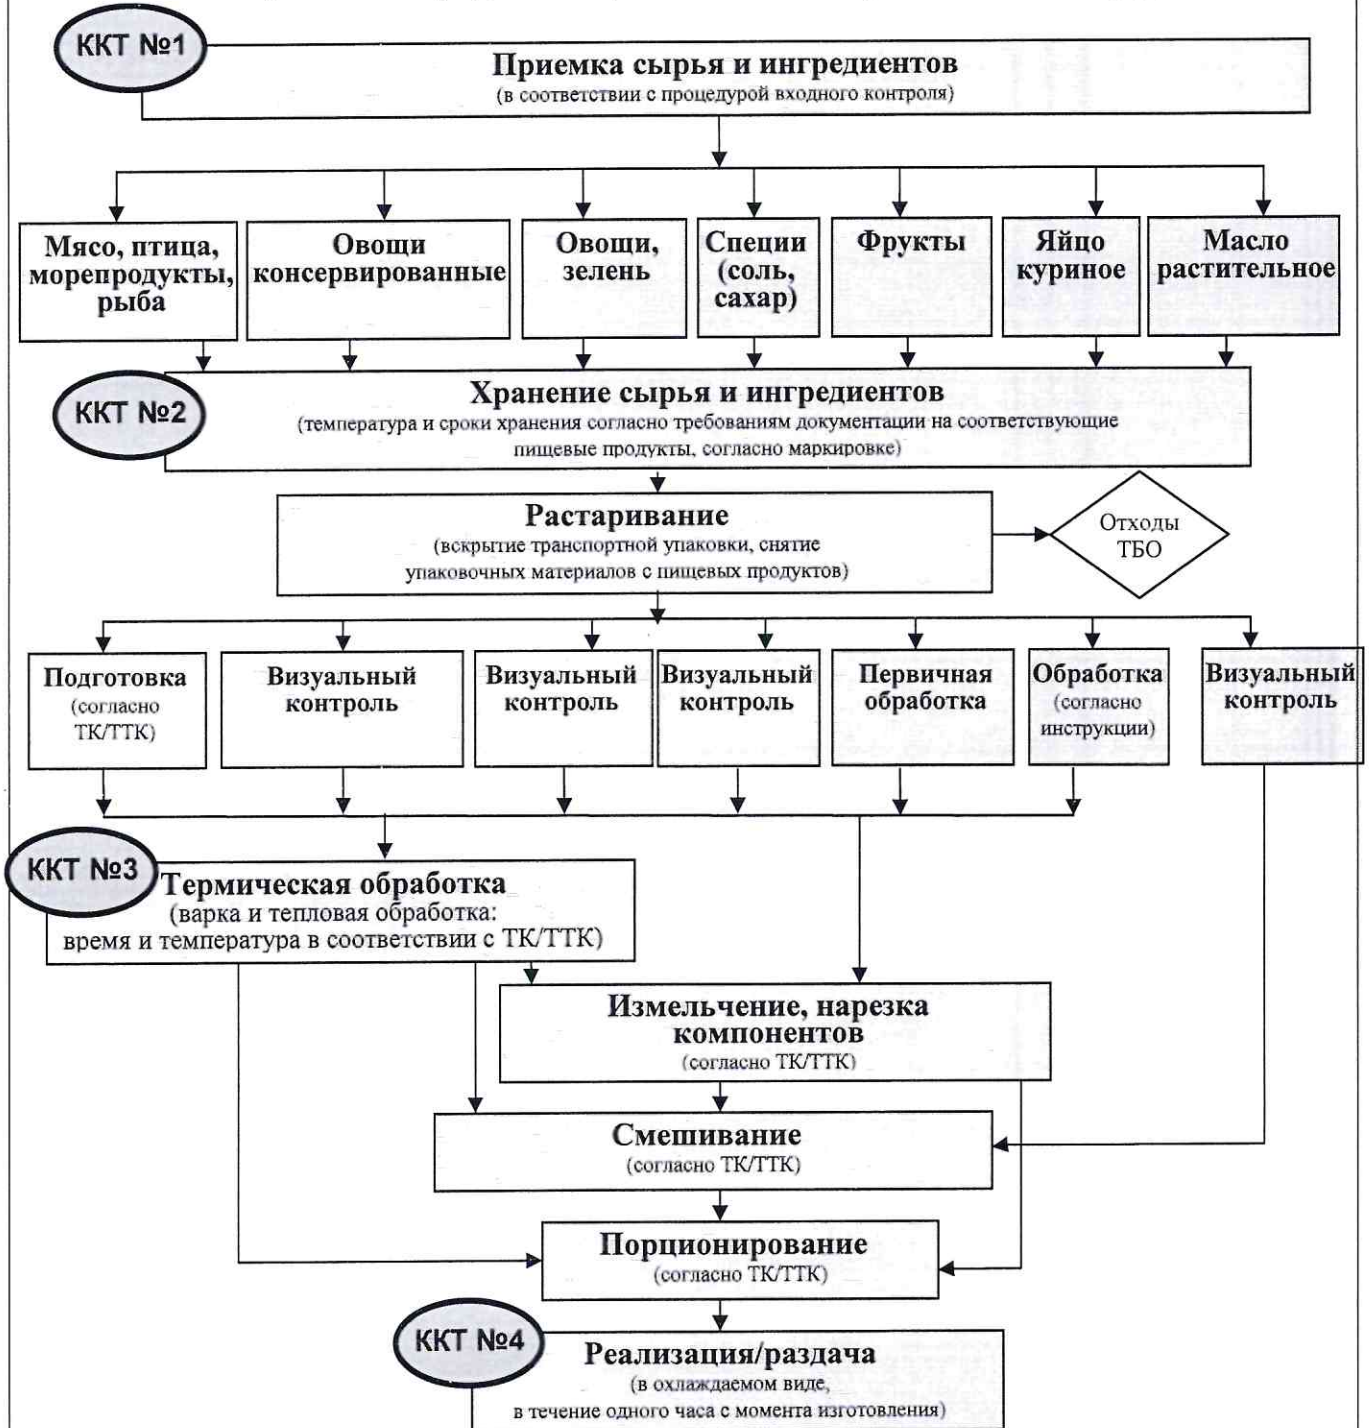 ККТ №1
Приемка сырья и ингредиентов
(в соответствии с процедурой входного контроля)
Мясо, птица,
морепродукты,
рыба
Овощи
консервированные
Овощи,
зелень
Специи
(соль,
сахар)
Фрукты
Яйцо
куриное
Масло
растительное
ККТ №2
Хранение сырья и ингредиентов
(температура и сроки хранения согласно требованиям документации на соответствующие
пищевые продукты, согласно маркировке)
Растаривание
(вскрытие транспортной упаковки, снятие
упаковочных материалов с пищевых продуктов)
Отходы
ТБО
Подготовка
(согласно
ТК/ТТК)
Визуальный
контроль
Визуальный
контроль
Визуальный
контроль
Первичная
обработка
Обработка
(согласно
инструкции)
Визуальный
контроль
ККТ №3
Термическая обработка
(варка и тепловая обработка:
время и температура в соответствии с ТК/ТТК)
Измельчение, нарезка
компонентов
(согласно ТК/ТТК)
Смешивание
(согласно ТК/ТТК)
Порционирование
(согласно ТК/ТТК)
ККТ №4
Реализация/раздача
(в охлаждаемом виде,
в течение одного часа с момента изготовления)